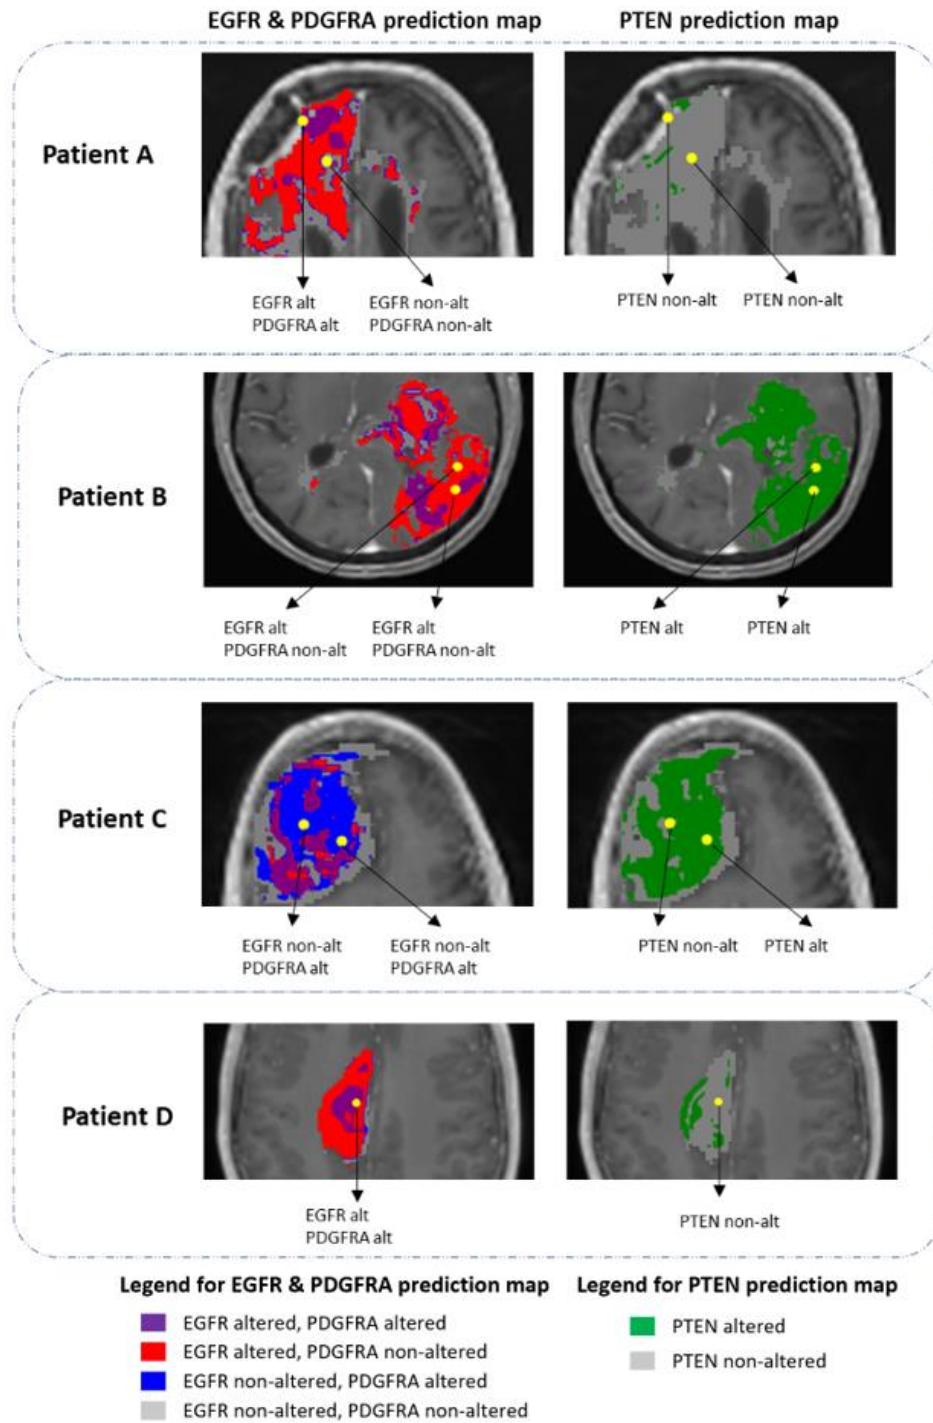 EGFR & PDGFRA prediction map
PTEN prediction map
Patient A
EGFR alt
PDGFRA alt
EGFR non-alt
PDGFRA non-alt
PTEN non-alt
PTEN non-alt
Patient B
EGFR alt
PDGFRA non-alt
EGFR alt
PDGFRA non-alt
PTEN alt
PTEN alt
Patient C
EGFR non-alt
PDGFRA alt
EGFR non-alt
PDGFRA alt
PTEN non-alt
PTEN alt
Patient D
EGFR alt
PDGFRA alt
PTEN non-alt
Legend for EGFR & PDGFRA prediction map
EGFR altered, PDGFRA altered
EGFR altered, PDGFRA non-altered
EGFR non-altered, PDGFRA altered
EGFR non-altered, PDGFRA non-altered
Legend for PTEN prediction map
PTEN altered
PTEN non-altered